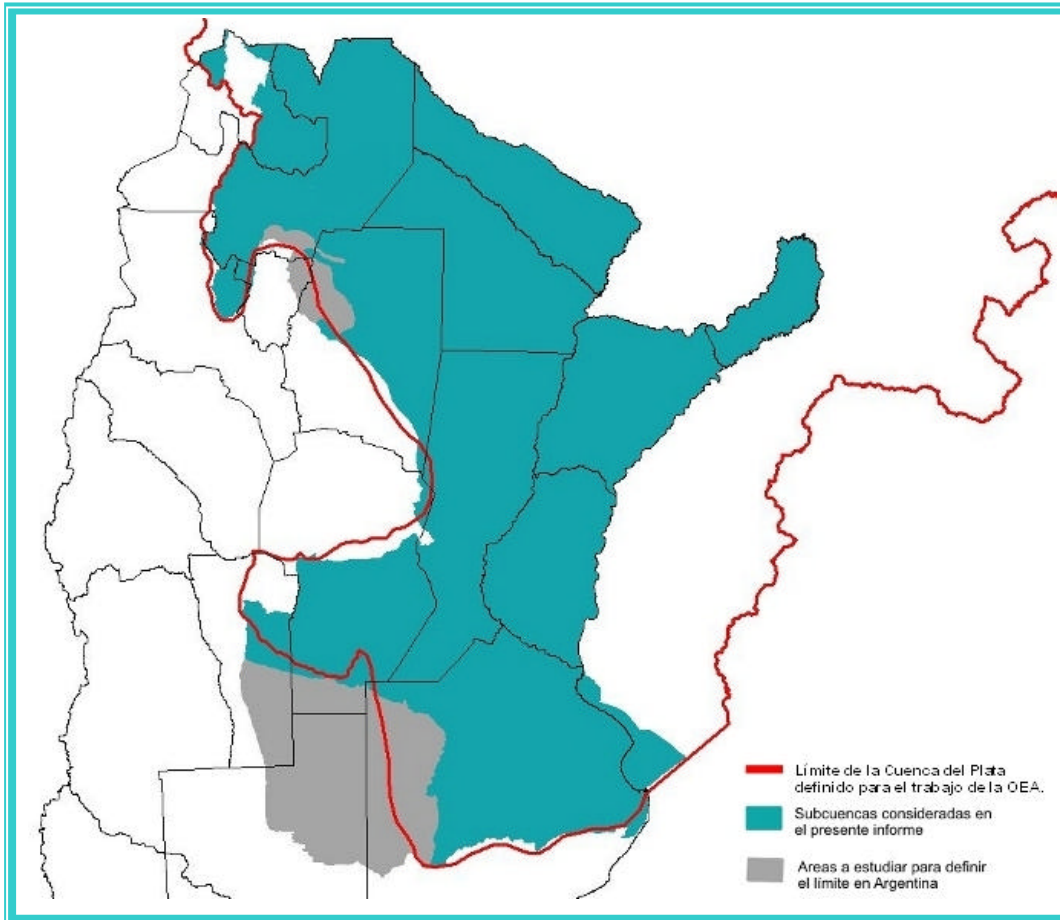 Límite de la Cuenca del Plata
definido para el trabajo de la OEA.
Subcuencas consideradas en
el presente informe
Areas a estudiar para definir
el límite en Argentina